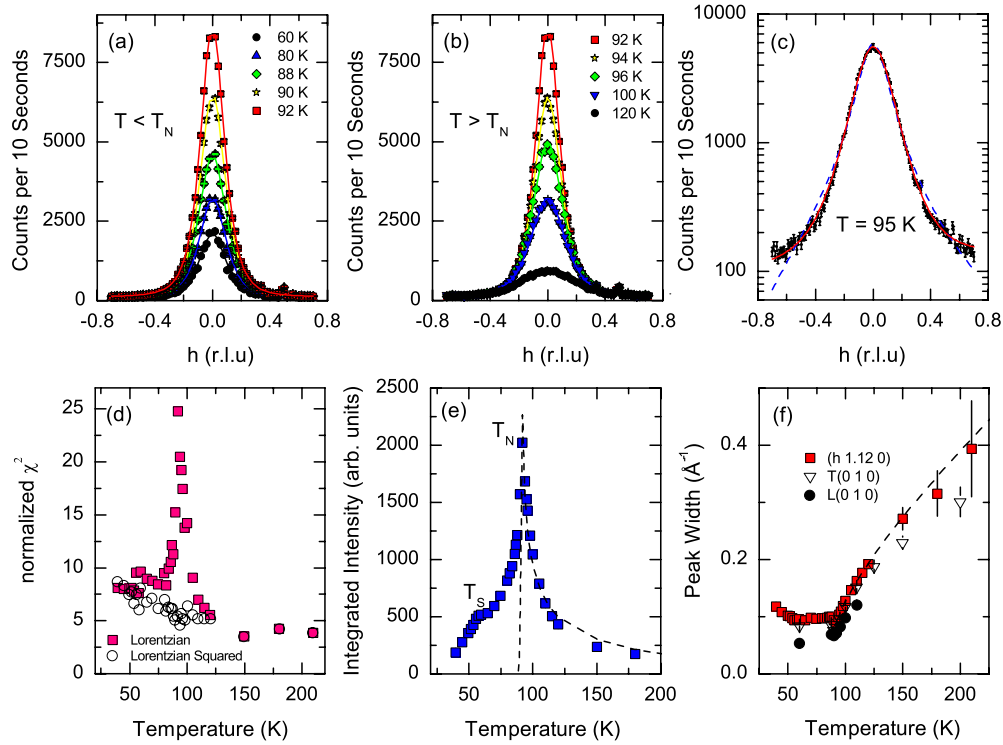 (a)
60 K
80 K
88 K
90 K
92 K
T < T_N
Counts per 10 Seconds
7500
5000
2500
0
-0.8 -0.4 0.0 0.4 0.8
h (r.l.u)
(b)
92 K
94 K
96 K
100 K
120 K
T > T_N
Counts per 10 Seconds
7500
5000
2500
0
-0.8 -0.4 0.0 0.4 0.8
h (r.l.u)
(c)
T = 95 K
Counts per 10 Seconds
10000
1000
100
-0.8 -0.4 0.0 0.4 0.8
h (r.l.u)
(d)
normalized χ²
25
20
15
10
5
Lorentzian
Lorentzian Squared
50 100 150 200
Temperature (K)
(e)
T_N
T_S
Integrated Intensity (arb. units)
2500
2000
1500
1000
500
0
50 100 150 200
Temperature (K)
(f)
(h 1.12 0)
T(0 1 0)
L(0 1 0)
Peak Width (Å⁻¹)
0.4
0.2
0.0
50 100 150 200
Temperature (K)